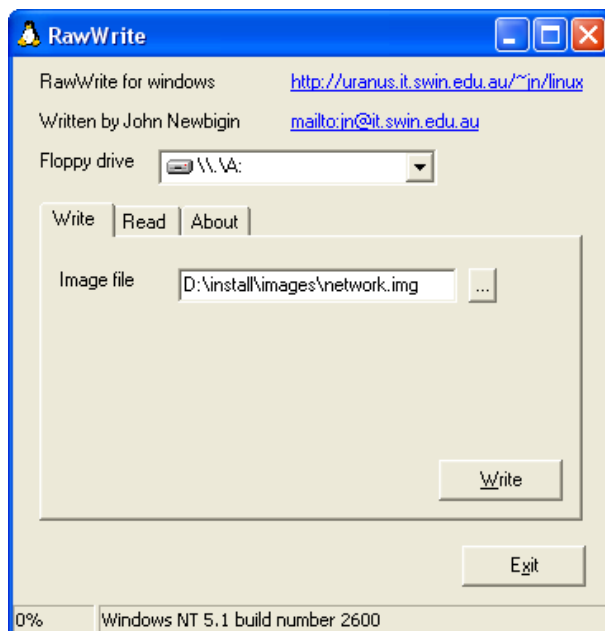 RawWrite
RawWrite for windows http://uranus.it.swin.edu.au/~jn/linux
Written by John Newbigin mailto:jn@it.swin.edu.au
Floppy drive \\.\A:
Write Read About
Image file D:\install\images\network.img ...
Write
Exit
0% Windows NT 5.1 build number 2600